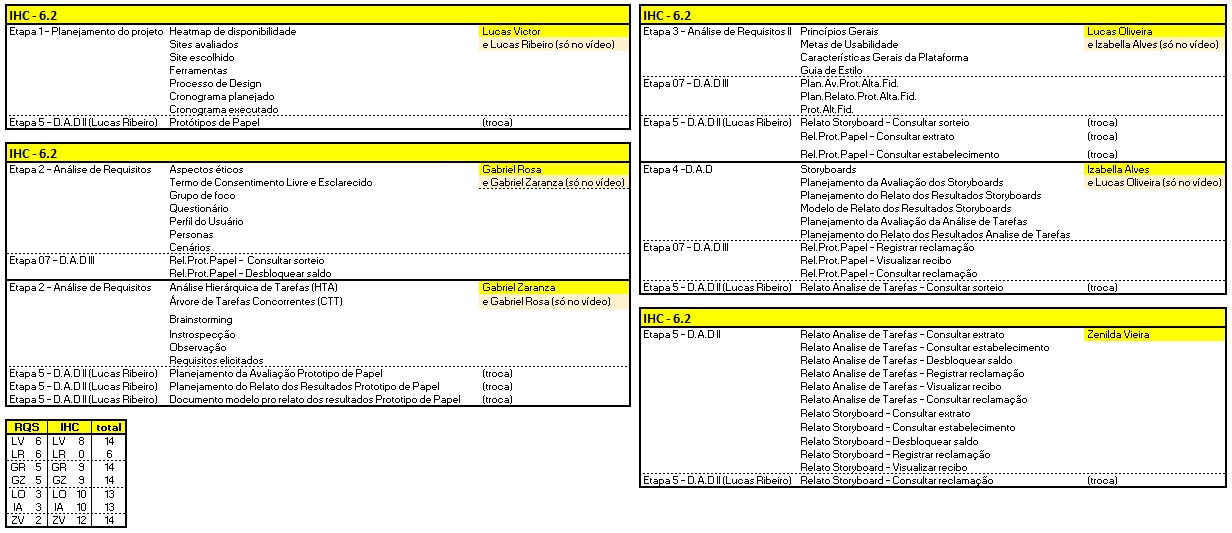 IHC - 6.2
Etapa 1 - Planejamento do projeto Heatmap de disponibilidade Lucas Victor
Sites avaliados e Lucas Ribeiro (só no vídeo)
Site escolhido
Ferramentas
Processo de Design
Cronograma planejado
Cronograma executado
Etapa 5 - D.A.D II (Lucas Ribeiro) Protótipos de Papel (troca)
IHC - 6.2
Etapa 2 - Análise de Requisitos Aspectos éticos Gabriel Rosa
Termo de Consentimento Livre e Esclarecido e Gabriel Zaranza (só no vídeo)
Grupo de foco
Questionário
Perfil do Usuário
Personas
Cenários
Etapa 07 - D.A.D III Rel.Prot.Papel - Consultar sorteio
Rel.Prot.Papel - Desbloquear saldo
Etapa 2 - Análise de Requisitos Análise Hierárquica de Tarefas (HTA) Gabriel Zaranza
Árvore de Tarefas Concorrentes (CTT) e Gabriel Rosa (só no vídeo)
Brainstorming
Instrospecção
Observação
Requisitos elicitados
Etapa 5 - D.A.D II (Lucas Ribeiro) Planejamento da Avaliação Prototipo de Papel (troca)
Etapa 5 - D.A.D II (Lucas Ribeiro) Planejamento do Relato dos Resultados Prototipo de Papel (troca)
Etapa 5 - D.A.D II (Lucas Ribeiro) Documento modelo pro relato dos resultados Prototipo de Papel (troca)
RQS IHC total
LV 6 LV 8 14
LR 6 LR 0 6
GR 5 GR 9 14
GZ 5 GZ 9 14
LO 3 LO 10 13
IA 3 IA 10 13
ZV 2 ZV 12 14
IHC - 6.2
Etapa 3 - Análise de Requisitos II Princípios Gerais Lucas Oliveira
Metas de Usabilidade e Izabella Alves (só no vídeo)
Características Gerais da Plataforma
Guia de Estilo
Etapa 07 - D.A.D III Plan.Av.Prot.Alta.Fid.
Plan.Relato.Prot.Alta.Fid.
Prot.Alt.Fid.
Etapa 5 - D.A.D II (Lucas Ribeiro) Relato Storyboard - Consultar sorteio (troca)
Rel.Prot.Papel - Consultar extrato (troca)
Rel.Prot.Papel - Consultar estabelecimento (troca)
Etapa 4 -D.A.D Storyboards Izabella Alves
Planejamento da Avaliação dos Storyboards e Lucas Oliveira (só no vídeo)
Planejamento do Relato dos Resultados Storyboards
Modelo de Relato dos Resultados Storyboards
Planejamento da Avaliação da Análise de Tarefas
Planejamento do Relato dos Resultados Analise de Tarefas
Etapa 07 - D.A.D III Rel.Prot.Papel - Registrar reclamação
Rel.Prot.Papel - Visualizar recibo
Rel.Prot.Papel - Consultar reclamação
Etapa 5 - D.A.D II (Lucas Ribeiro) Relato Analise de Tarefas - Consultar sorteio (troca)
IHC - 6.2
Etapa 5 - D.A.D II Relato Analise de Tarefas - Consultar extrato Zenilda Vieira
Relato Analise de Tarefas - Consultar estabelecimento
Relato Analise de Tarefas - Desbloquear saldo
Relato Analise de Tarefas - Registrar reclamação
Relato Analise de Tarefas - Visualizar recibo
Relato Analise de Tarefas - Consultar reclamação
Relato Storyboard - Consultar extrato
Relato Storyboard - Consultar estabelecimento
Relato Storyboard - Desbloquear saldo
Relato Storyboard - Registrar reclamação
Relato Storyboard - Visualizar recibo
Etapa 5 - D.A.D II (Lucas Ribeiro) Relato Storyboard - Consultar reclamação (troca)